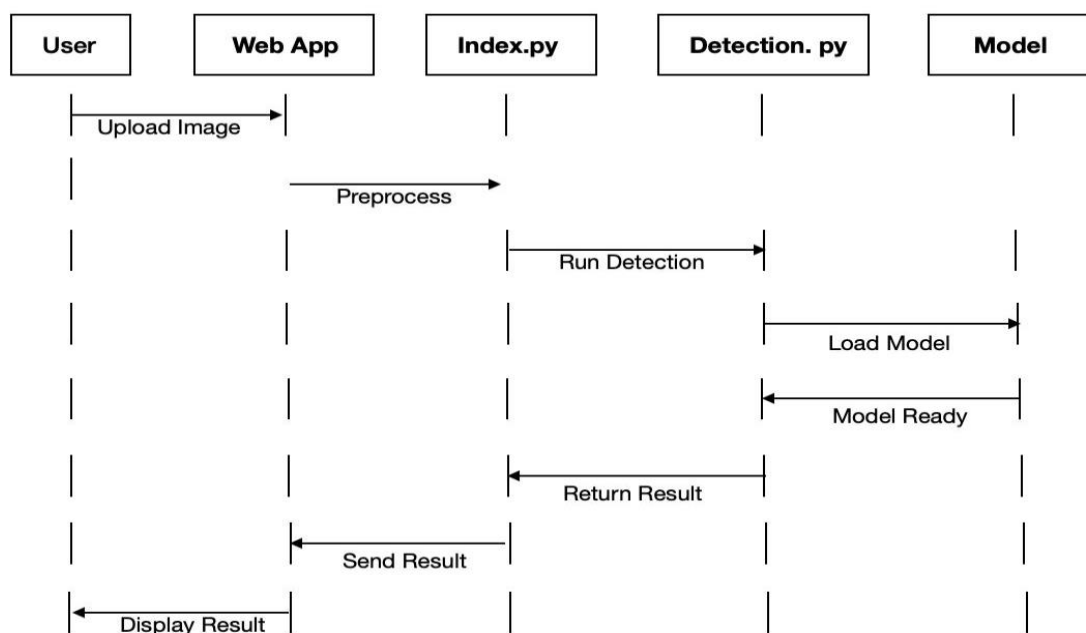 User
Web App
Index.py
Detection. py
Model
Upload Image
Preprocess
Run Detection
Load Model
Model Ready
Return Result
Send Result
Display Result